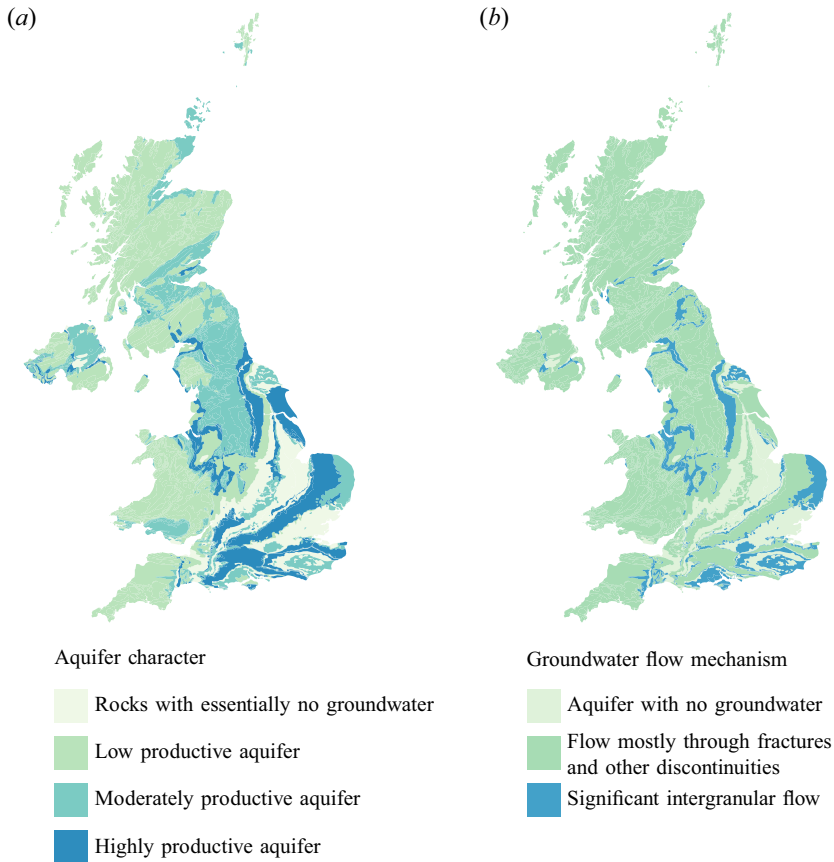 (a)
(b)
Aquifer character
Rocks with essentially no groundwater
Low productive aquifer
Moderately productive aquifer
Highly productive aquifer
Groundwater flow mechanism
Aquifer with no groundwater
Flow mostly through fractures
and other discontinuities
Significant intergranular flow